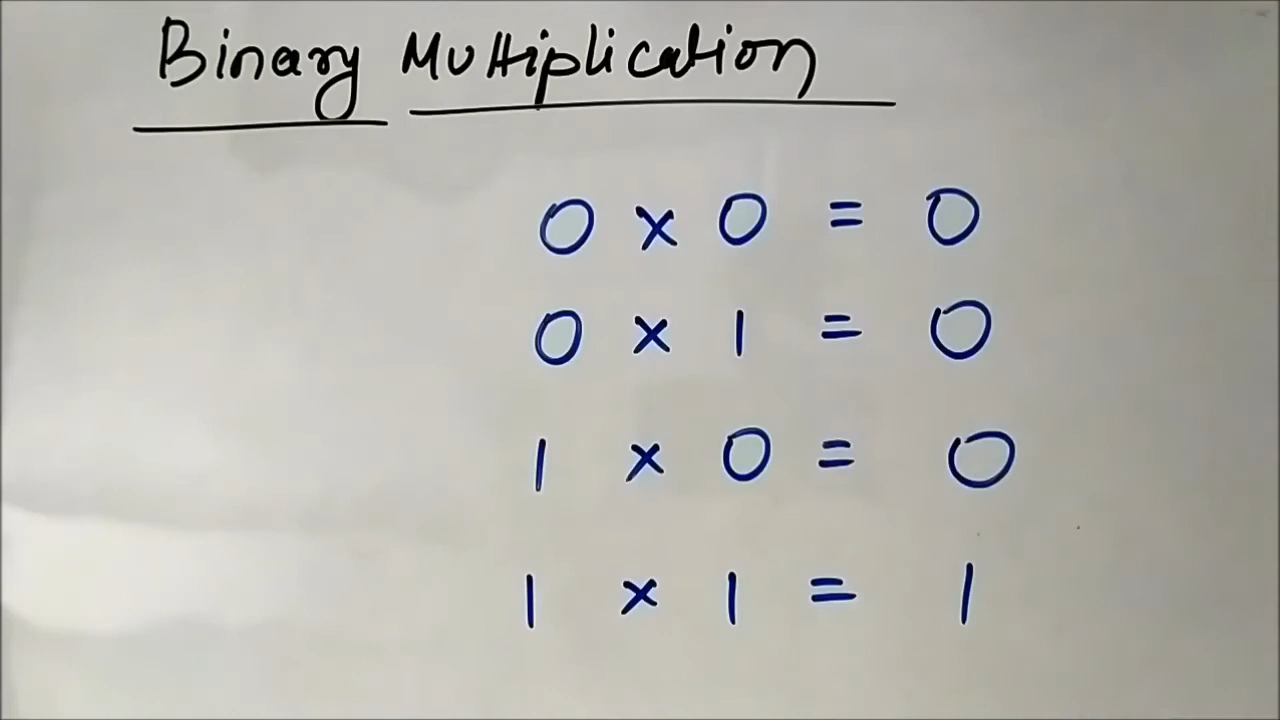 Binary Multiplication
0 × 0 = 0
0 × 1 = 0
1 × 0 = 0
1 × 1 = 1